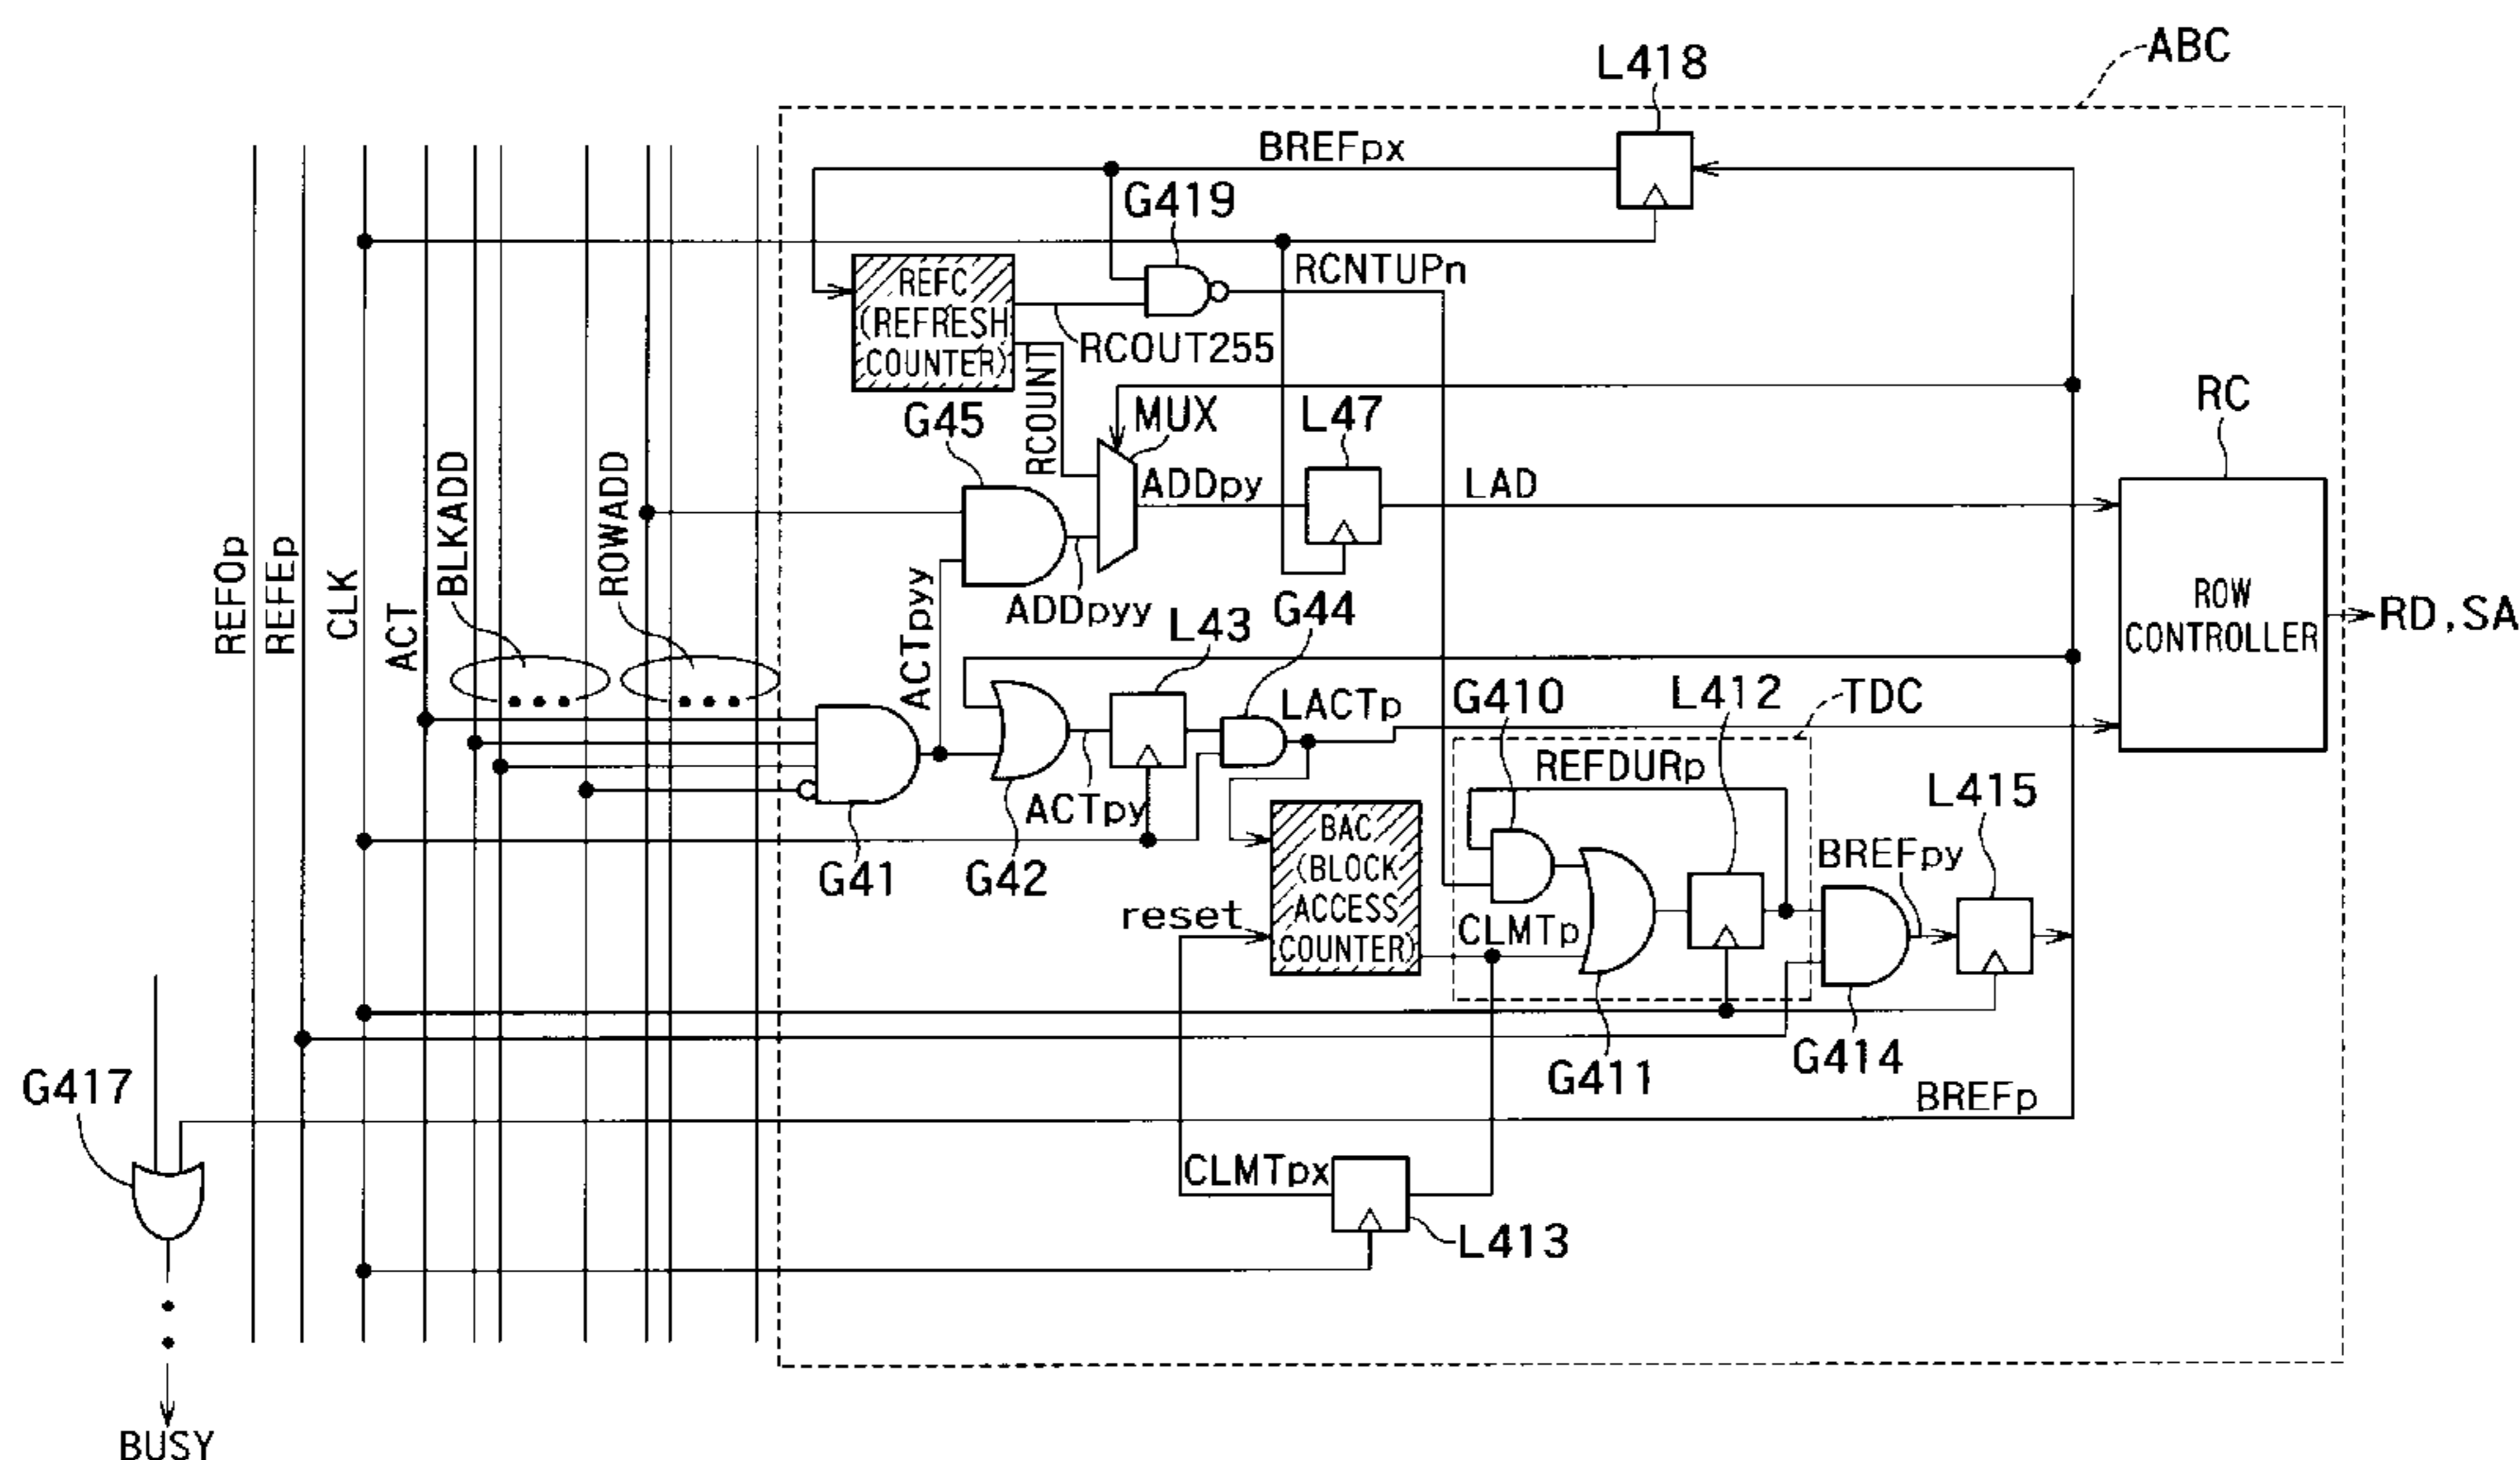 ABC
L418
BREFpx
G419
RCNTUPn
REFC
(REFRESH
COUNTER)
RCOUT255
RCOUNT
G45
MUX
L47
RC
ADDpy
LAD
REFOp
REFEp
CLK
ACT
BLKADD
ROWADD
ACTpyy
ADDpyy
L43
G44
ROW
CONTROLLER
RD,SA
LACTp
G410
L412
TDC
REFDURp
L415
ACTpy
G41
G42
BAC
(BLOCK
ACCESS
COUNTER)
reset
CLMTp
BREFpy
G411
G414
G417
BREFp
CLMTpx
L413
BUSY